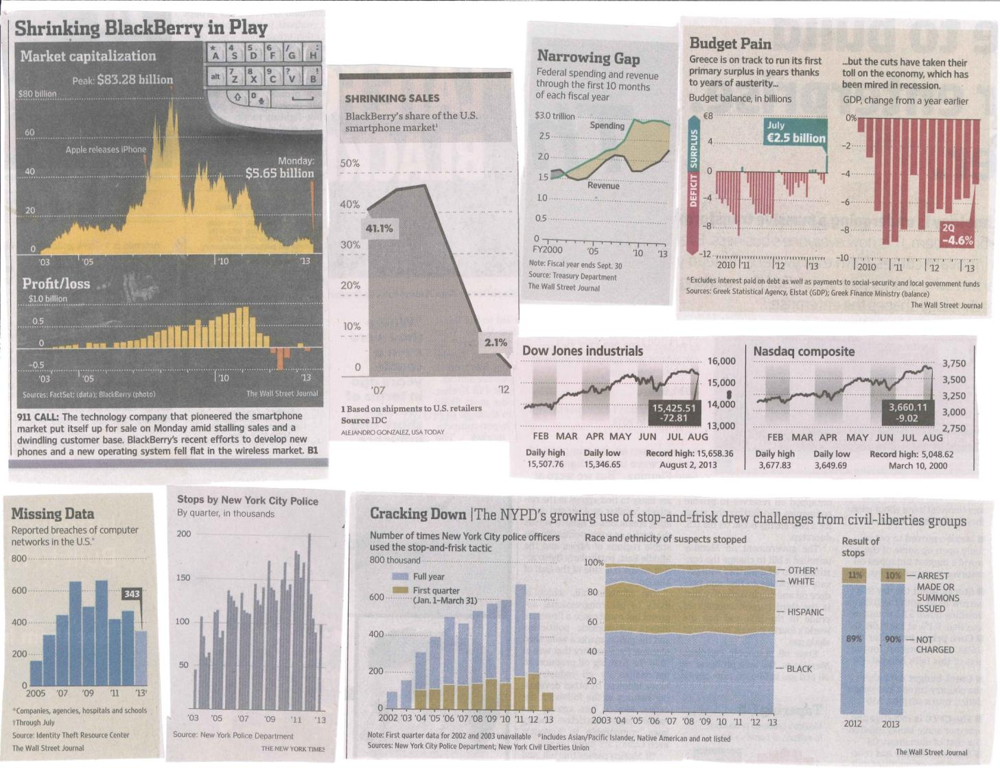 Shrinking BlackBerry in Play
Market capitalization
Peak: $83.28 billion
$80 billion
60
Apple releases iPhone
Monday:
$5.65 billion
40
20
0
'03 '05 '10 '13
* A 4 S 5 D 6 F / G : H
alt 7 Z 8 X 9 C ? V ! B
0
Profit/loss
$1.0 billion
0.5
0
−0.5
'03 '05 '10 '13
Sources: FactSet; (data); BlackBerry (photo) The Wall Street Journal
911 CALL: The technology company that pioneered the smartphone
market put itself up for sale on Monday amid stalling sales and a
dwindling customer base. BlackBerry's recent efforts to develop new
phones and a new operating system fell flat in the wireless market. B1
SHRINKING SALES
BlackBerry's share of the U.S.
smartphone market¹
50%
40%
41.1%
30%
20%
10%
2.1%
0
'07 '12
1 Based on shipments to U.S. retailers
Source IDC
ALEJANDRO GONZALEZ, USA TODAY
Narrowing Gap
Federal spending and revenue
through the first 10 months
of each fiscal year
$3.0 trillion
Spending
2.5
2.0
1.5
Revenue
1.0
0.5
0
FY2000 '05 '10 '13
Note: Fiscal year ends Sept. 30
Source: Treasury Department
The Wall Street Journal
Budget Pain
Greece is on track to run its first
primary surplus in years thanks
to years of austerity...
Budget balance, in billions
SURPLUS
DEFICIT
€8
July
€2.5 billion
4
0
−4
−8
−12
2010 '11 '12 '13
...but the cuts have taken their
toll on the economy, which has
been mired in recession.
GDP, change from a year earlier
0%
−2
−4
−6
−8
−10
2Q
−4.6%
2010 '11 '12 '13
*Excludes interest paid on debt as well as payments to social-security and local government funds
Sources: Greek Statistical Agency, Elstat (GDP); Greek Finance Ministry (balance)
The Wall Street Journal
Dow Jones industrials
16,000
15,000
14,000
13,000
15,425.51
-72.81
FEB MAR APR MAY JUN JUL AUG
Daily high Daily low Record high: 15,658.36
15,507.76 15,346.65 August 2, 2013
Nasdaq composite
3,750
3,500
3,250
3,000
2,750
3,660.11
-9.02
FEB MAR APR MAY JUN JUL AUG
Daily high Daily low Record high: 5,048.62
3,677.83 3,649.69 March 10, 2000
Missing Data
Reported breaches of computer
networks in the U.S.*
800
600
343
400
200
0
2005 '07 '09 '11 '13†
*Companies, agencies, hospitals and schools
†Through July
Source: Identity Theft Resource Center
The Wall Street Journal
Stops by New York City Police
By quarter, in thousands
200
150
100
50
'03 '05 '07 '09 '11 '13
Source: New York Police Department
THE NEW YORK TIMES
Cracking Down | The NYPD's growing use of stop-and-frisk drew challenges from civil-liberties groups
Number of times New York City police officers
used the stop-and-frisk tactic
800 thousand
Full year
First quarter
(Jan. 1–March 31)
600
400
200
0
2002 '03 '04 '05 '06 '07 '08 '09 '10 '11 '12 '13
Race and ethnicity of suspects stopped
100%
80
60
40
20
0
OTHER*
WHITE
HISPANIC
BLACK
2003 '04 '05 '06 '07 '08 '09 '10 '11 '12 '13
Result of
stops
11% 10%
ARREST
MADE OR
SUMMONS
ISSUED
89% 90%
NOT
CHARGED
2012 2013
Note: First quarter data for 2002 and 2003 unavailable *Includes Asian/Pacific Islander, Native American and not listed
Sources: New York City Police Department; New York Civil Liberties Union
The Wall Street Journal